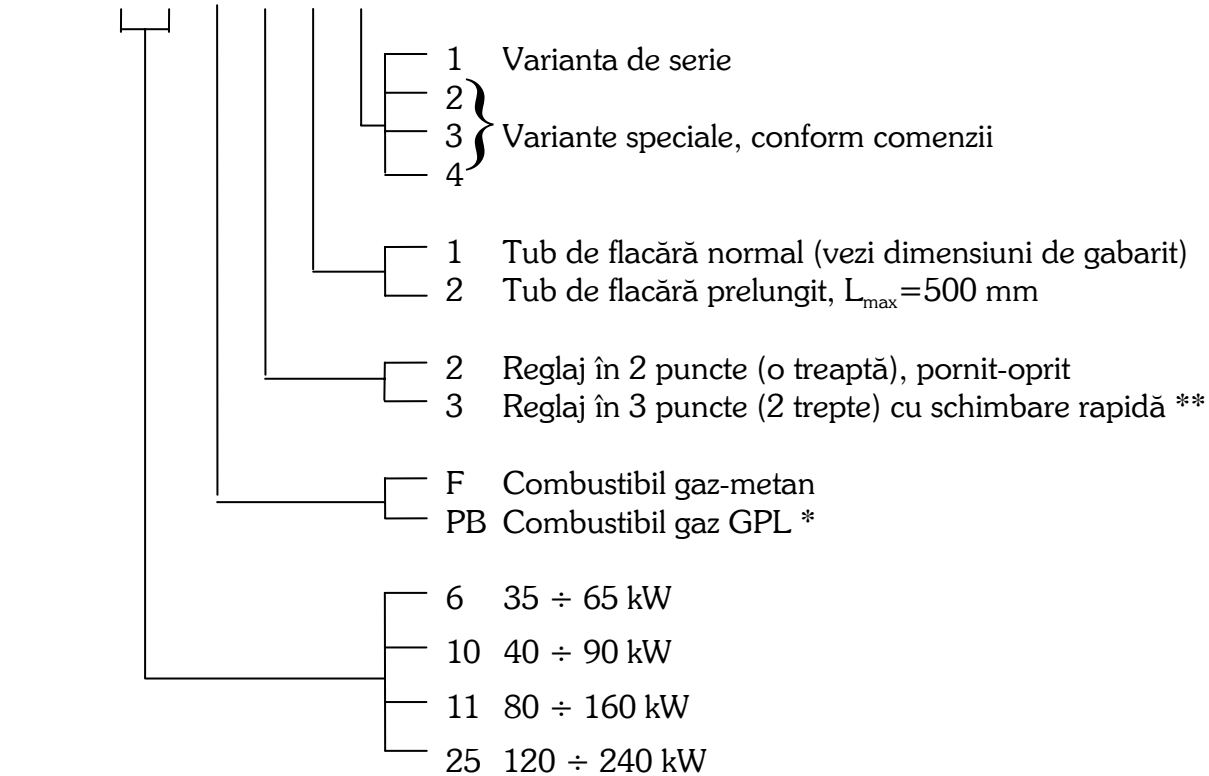 1 Varianta de serie
2
3 Variante speciale, conform comenzii
4
1 Tub de flacără normal (vezi dimensiuni de gabarit)
2 Tub de flacără prelungit, Lmax=500 mm
2 Reglaj în 2 puncte (o treaptă), pornit-oprit
3 Reglaj în 3 puncte (2 trepte) cu schimbare rapidă **
F Combustibil gaz-metan
PB Combustibil gaz GPL *
6 35 ÷ 65 kW
10 40 ÷ 90 kW
11 80 ÷ 160 kW
25 120 ÷ 240 kW